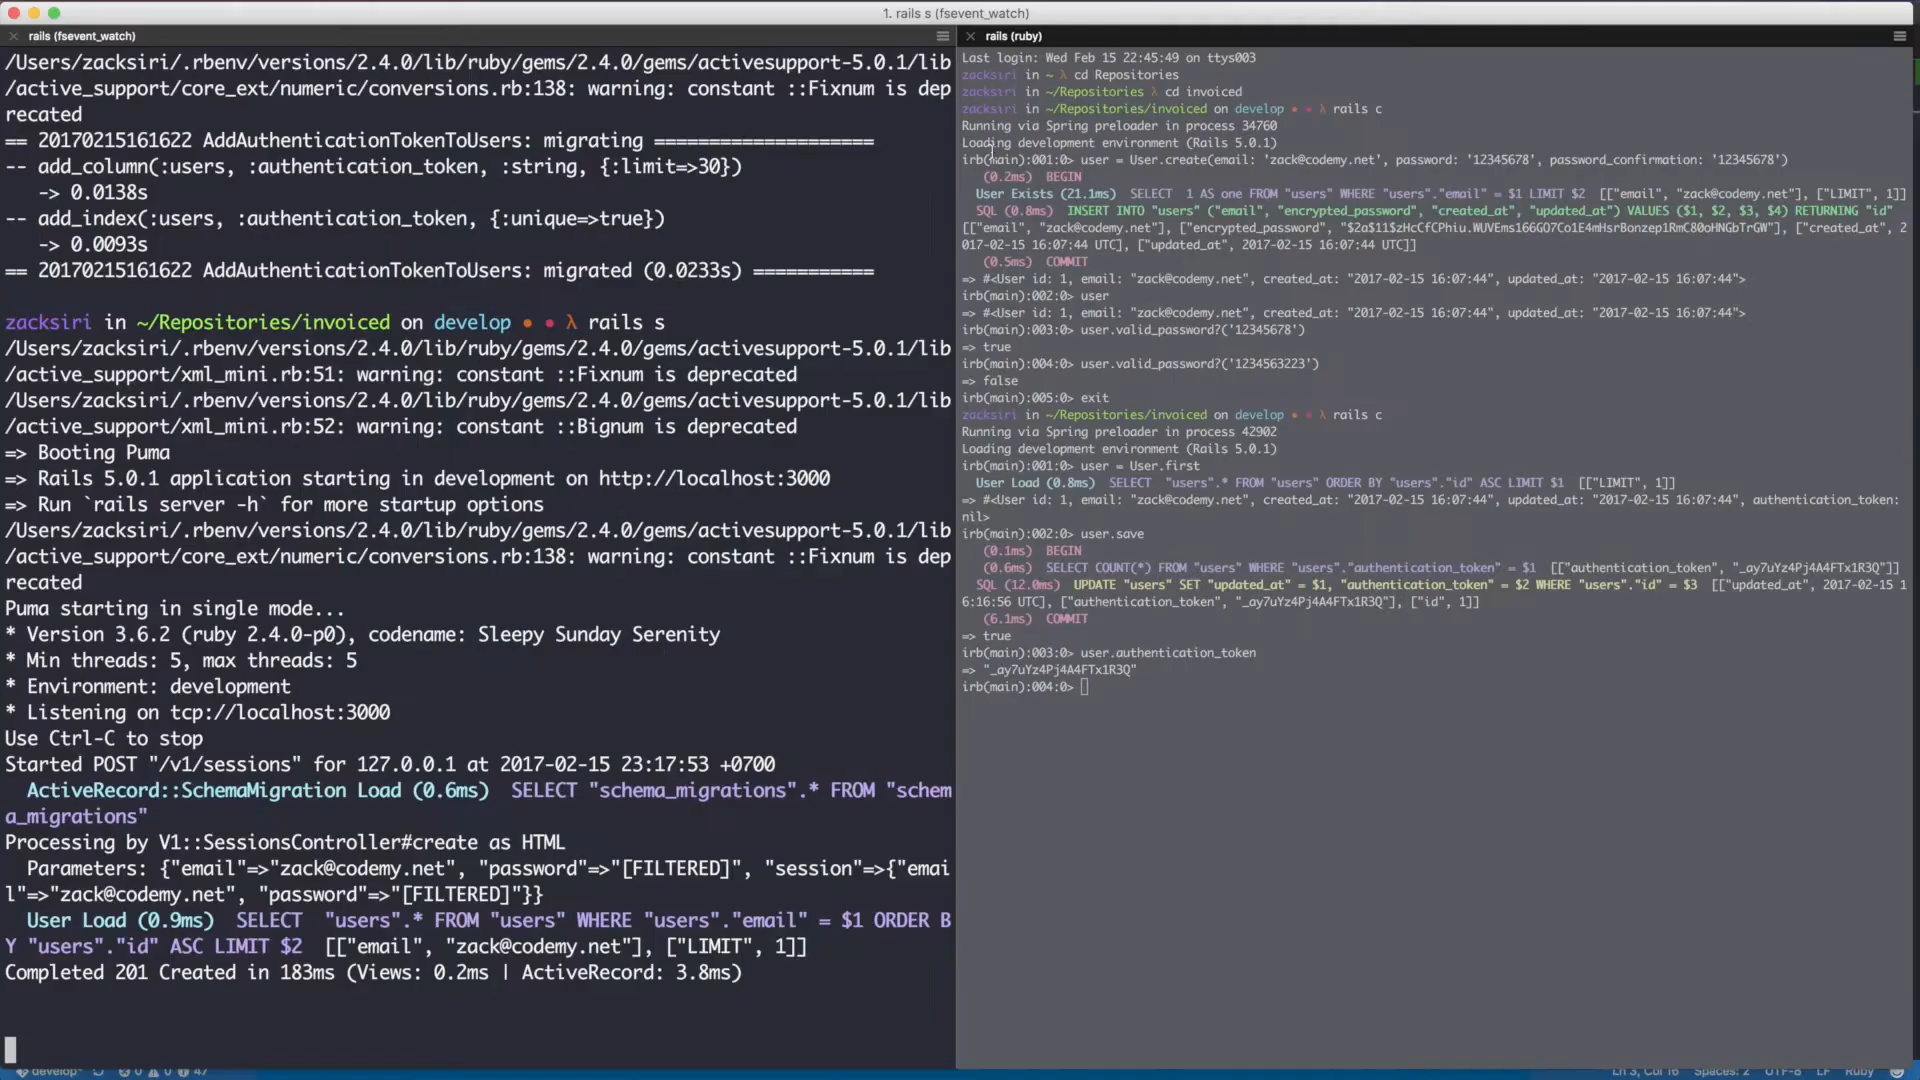 1. rails s (fsevent_watch)
rails (fsevent_watch)
/Users/zacksiri/.rbenv/versions/2.4.0/lib/ruby/gems/2.4.0/gems/activesupport-5.0.1/lib
/active_support/core_ext/numeric/conversions.rb:138: warning: constant ::Fixnum is dep
recated
== 20170215161622 AddAuthenticationTokenToUsers: migrating ====================
-- add_column(:users, :authentication_token, :string, {:limit=>30})
-> 0.0138s
-- add_index(:users, :authentication_token, {:unique=>true})
-> 0.0093s
== 20170215161622 AddAuthenticationTokenToUsers: migrated (0.0233s) ===========
zacksiri in ~/Repositories/invoiced on develop • • λ rails s
/Users/zacksiri/.rbenv/versions/2.4.0/lib/ruby/gems/2.4.0/gems/activesupport-5.0.1/lib
/active_support/xml_mini.rb:51: warning: constant ::Fixnum is deprecated
/Users/zacksiri/.rbenv/versions/2.4.0/lib/ruby/gems/2.4.0/gems/activesupport-5.0.1/lib
/active_support/xml_mini.rb:52: warning: constant ::Bignum is deprecated
=> Booting Puma
=> Rails 5.0.1 application starting in development on http://localhost:3000
=> Run `rails server -h` for more startup options
/Users/zacksiri/.rbenv/versions/2.4.0/lib/ruby/gems/2.4.0/gems/activesupport-5.0.1/lib
/active_support/core_ext/numeric/conversions.rb:138: warning: constant ::Fixnum is dep
recated
Puma starting in single mode...
* Version 3.6.2 (ruby 2.4.0-p0), codename: Sleepy Sunday Serenity
* Min threads: 5, max threads: 5
* Environment: development
* Listening on tcp://localhost:3000
Use Ctrl-C to stop
Started POST "/v1/sessions" for 127.0.0.1 at 2017-02-15 23:17:53 +0700
ActiveRecord::SchemaMigration Load (0.6ms)  SELECT "schema_migrations".* FROM "schem
a_migrations"
Processing by V1::SessionsController#create as HTML
Parameters: {"email"=>"zack@codemy.net", "password"=>"[FILTERED]", "session"=>{"emai
l"=>"zack@codemy.net", "password"=>"[FILTERED]"}}
User Load (0.9ms)  SELECT  "users".* FROM "users" WHERE "users"."email" = $1 ORDER B
Y "users"."id" ASC LIMIT $2  [["email", "zack@codemy.net"], ["LIMIT", 1]]
Completed 201 Created in 183ms (Views: 0.2ms | ActiveRecord: 3.8ms)
rails (ruby)
Last login: Wed Feb 15 22:45:49 on ttys003
zacksiri in ~ λ cd Repositories
zacksiri in ~/Repositories λ cd invoiced
zacksiri in ~/Repositories/invoiced on develop • • λ rails c
Running via Spring preloader in process 34760
Loading development environment (Rails 5.0.1)
irb(main):001:0> user = User.create(email: 'zack@codemy.net', password: '12345678', password_confirmation: '12345678')
(0.2ms)  BEGIN
User Exists (21.1ms)  SELECT  1 AS one FROM "users" WHERE "users"."email" = $1 LIMIT $2  [["email", "zack@codemy.net"], ["LIMIT", 1]]
SQL (0.8ms)  INSERT INTO "users" ("email", "encrypted_password", "created_at", "updated_at") VALUES ($1, $2, $3, $4) RETURNING "id"
[["email", "zack@codemy.net"], ["encrypted_password", "$2a$11$zHcCfCPhiu.WUVEms166GO7Co1E4mHsrBonzep1RmC80oHNGbTrGW"], ["created_at", 2
017-02-15 16:07:44 UTC], ["updated_at", 2017-02-15 16:07:44 UTC]]
(0.5ms)  COMMIT
=> #<User id: 1, email: "zack@codemy.net", created_at: "2017-02-15 16:07:44", updated_at: "2017-02-15 16:07:44">
irb(main):002:0> user
=> #<User id: 1, email: "zack@codemy.net", created_at: "2017-02-15 16:07:44", updated_at: "2017-02-15 16:07:44">
irb(main):003:0> user.valid_password?('12345678')
=> true
irb(main):004:0> user.valid_password?('1234563223')
=> false
irb(main):005:0> exit
zacksiri in ~/Repositories/invoiced on develop • • λ rails c
Running via Spring preloader in process 42902
Loading development environment (Rails 5.0.1)
irb(main):001:0> user = User.first
User Load (0.8ms)  SELECT  "users".* FROM "users" ORDER BY "users"."id" ASC LIMIT $1  [["LIMIT", 1]]
=> #<User id: 1, email: "zack@codemy.net", created_at: "2017-02-15 16:07:44", updated_at: "2017-02-15 16:07:44", authentication_token:
nil>
irb(main):002:0> user.save
(0.1ms)  BEGIN
(0.6ms)  SELECT COUNT(*) FROM "users" WHERE "users"."authentication_token" = $1  [["authentication_token", "_ay7uYz4Pj4A4FTx1R3Q"]]
SQL (12.0ms)  UPDATE "users" SET "updated_at" = $1, "authentication_token" = $2 WHERE "users"."id" = $3  [["updated_at", 2017-02-15 1
6:16:56 UTC], ["authentication_token", "_ay7uYz4Pj4A4FTx1R3Q"], ["id", 1]]
(6.1ms)  COMMIT
=> true
irb(main):003:0> user.authentication_token
=> "_ay7uYz4Pj4A4FTx1R3Q"
irb(main):004:0>
develop* 0 0 47
Ln 3, Col 16 Spaces: 2 UTF-8 LF Ruby